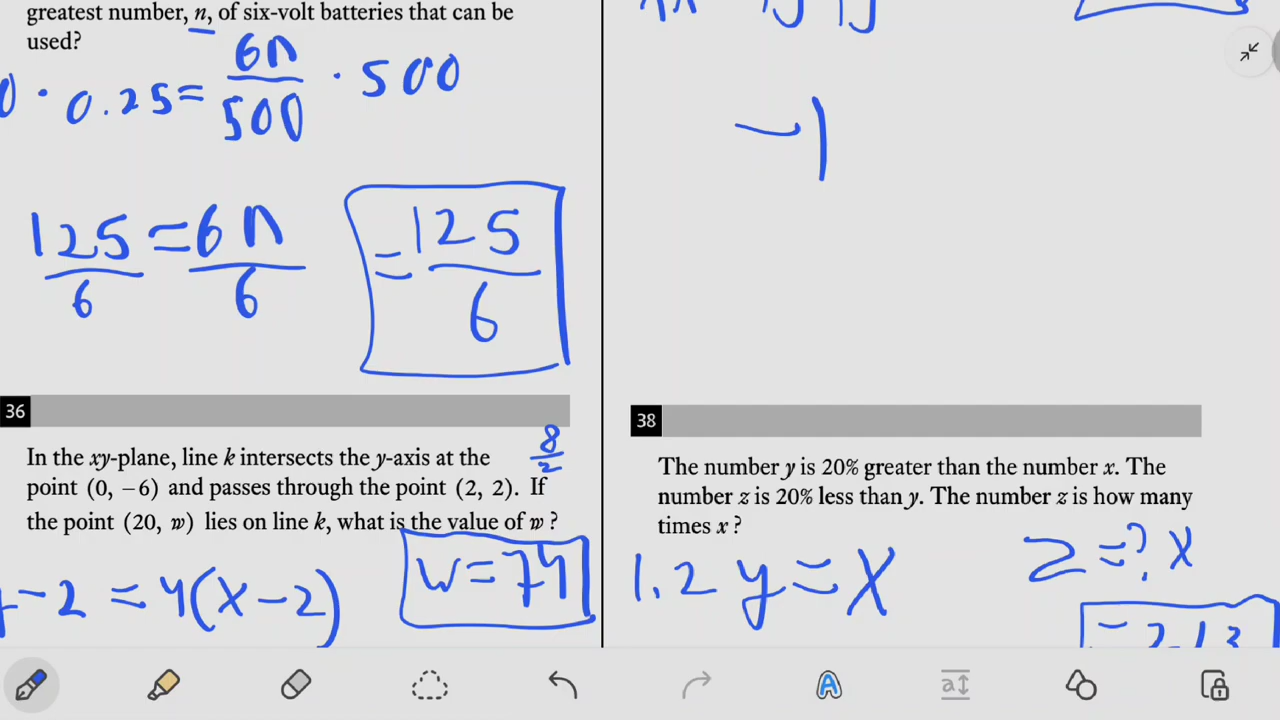 greatest number, n, of six-volt batteries that can be
used?
0 · 0.25 = 6n/500 · 500
125/6 = 6n/6
= 125/6
36
In the xy-plane, line k intersects the y-axis at the
8/2
point (0, −6) and passes through the point (2, 2). If
the point (20, w) lies on line k, what is the value of w ?
− 2 = 4(x − 2)
w = 74
−1
38
The number y is 20% greater than the number x. The
number z is 20% less than y. The number z is how many
times x ?
1.2 y = x
z = ? x